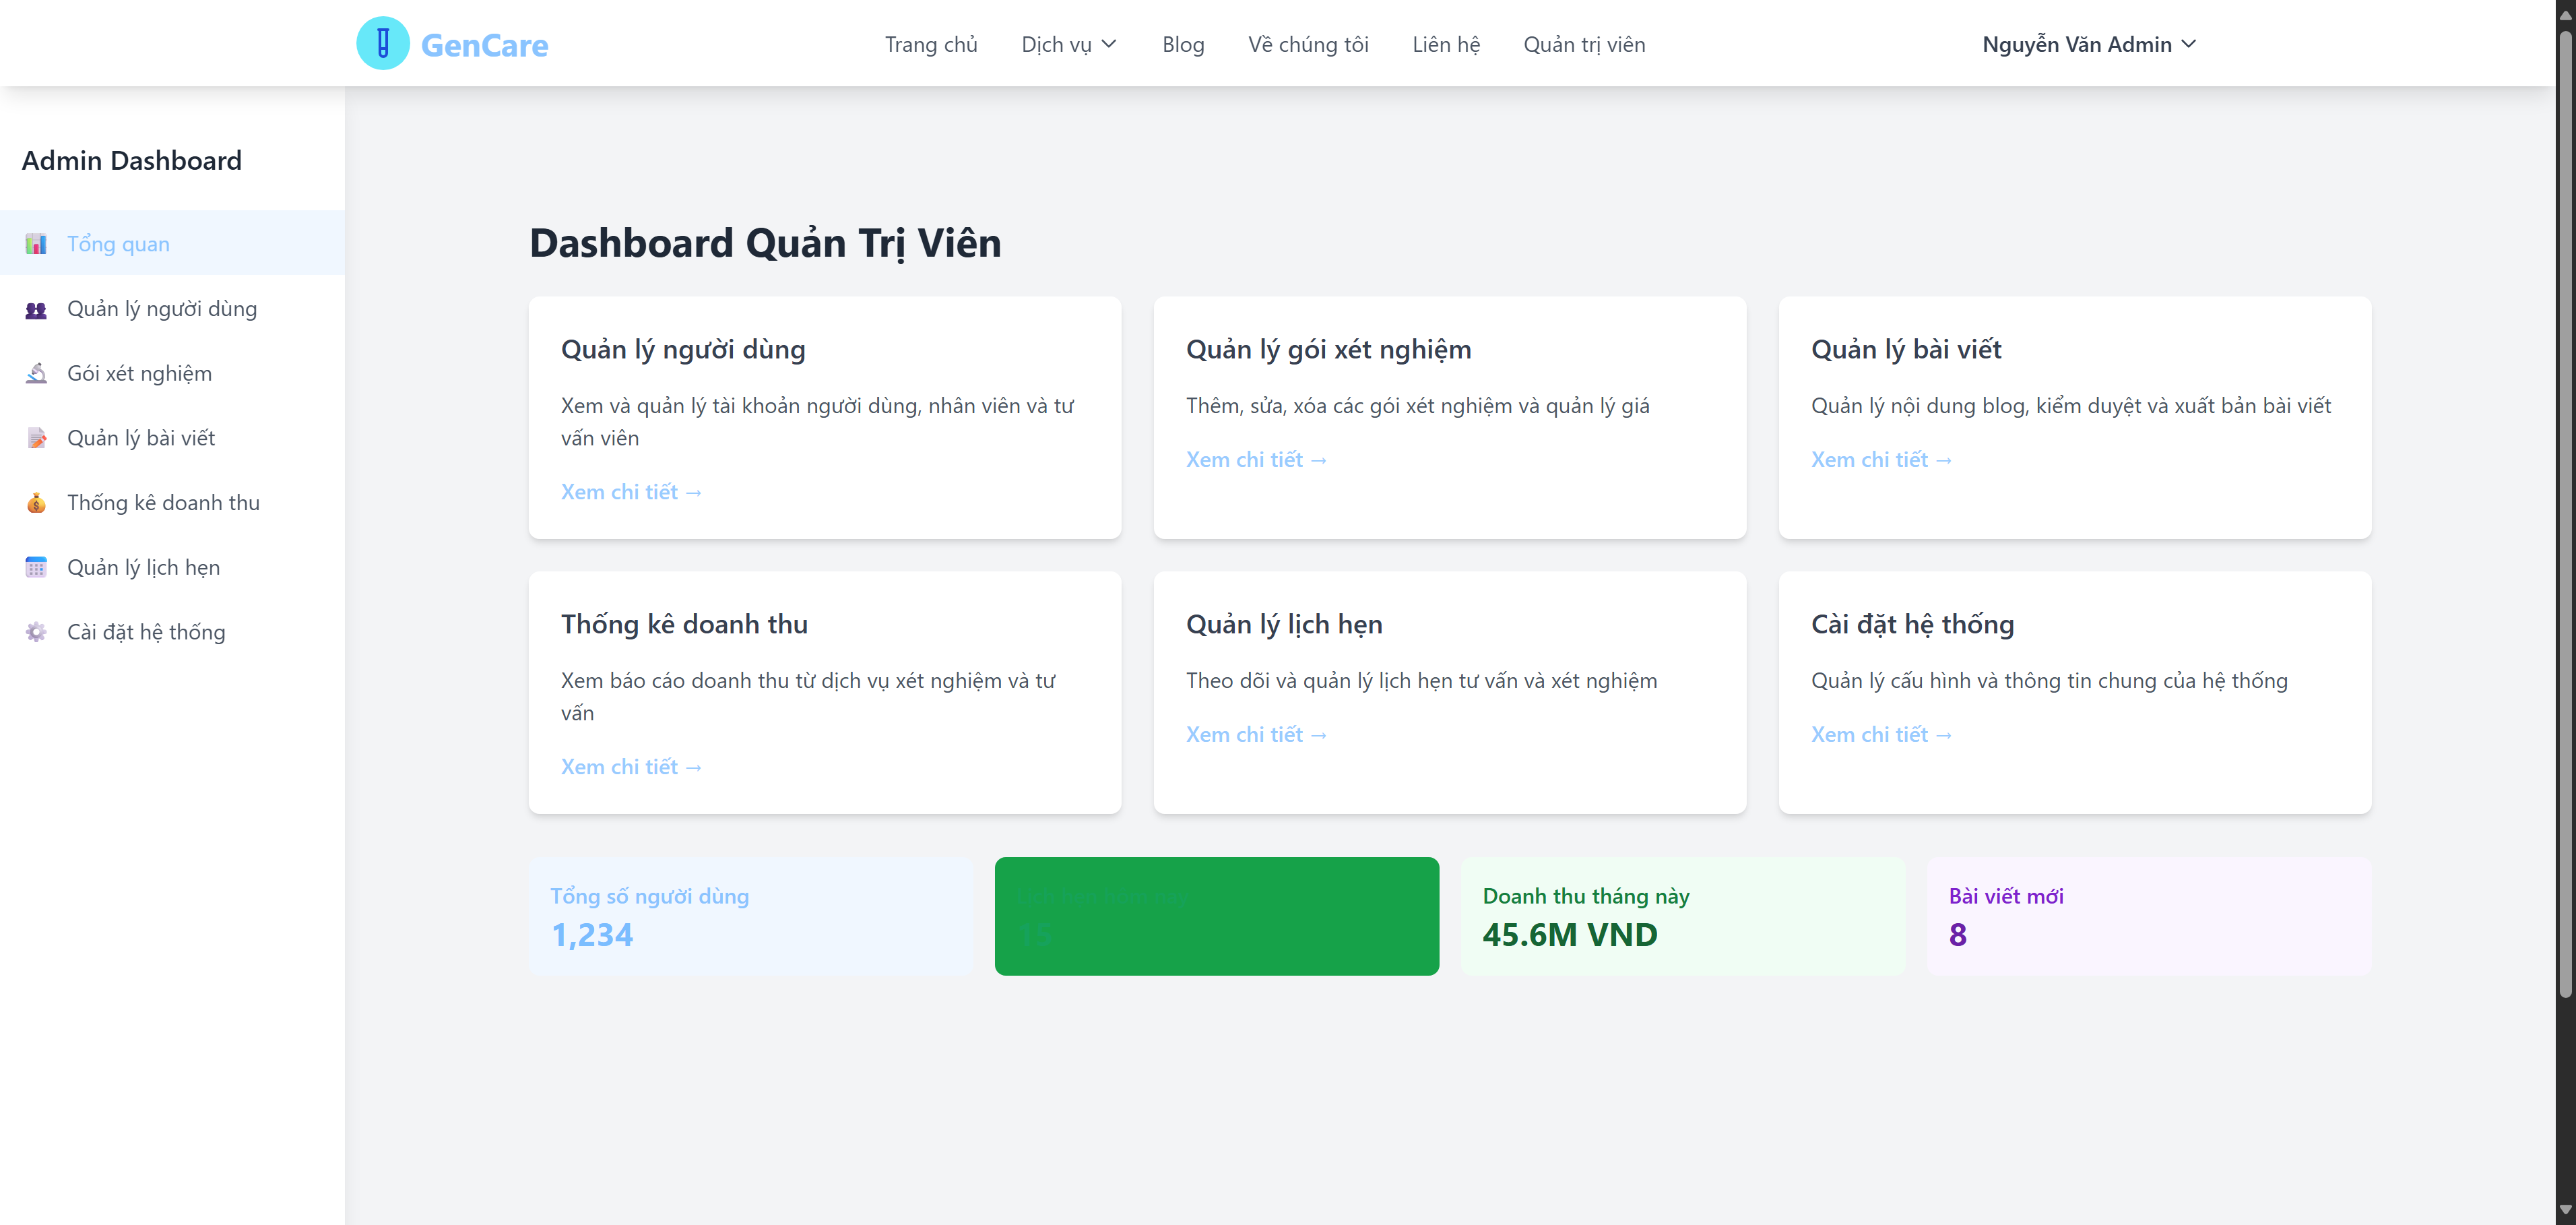 GenCare
Trang chủ
Dịch vụ
Blog
Về chúng tôi
Liên hệ
Quản trị viên
Nguyễn Văn Admin
Admin Dashboard
Tổng quan
Quản lý người dùng
Gói xét nghiệm
Quản lý bài viết
Thống kê doanh thu
Quản lý lịch hẹn
Cài đặt hệ thống
Dashboard Quản Trị Viên
Quản lý người dùng
Xem và quản lý tài khoản người dùng, nhân viên và tư
vấn viên
Xem chi tiết →
Quản lý gói xét nghiệm
Thêm, sửa, xóa các gói xét nghiệm và quản lý giá
Xem chi tiết →
Quản lý bài viết
Quản lý nội dung blog, kiểm duyệt và xuất bản bài viết
Xem chi tiết →
Thống kê doanh thu
Xem báo cáo doanh thu từ dịch vụ xét nghiệm và tư
vấn
Xem chi tiết →
Quản lý lịch hẹn
Theo dõi và quản lý lịch hẹn tư vấn và xét nghiệm
Xem chi tiết →
Cài đặt hệ thống
Quản lý cấu hình và thông tin chung của hệ thống
Xem chi tiết →
Tổng số người dùng
1,234
15
Doanh thu tháng này
45.6M VND
Bài viết mới
8